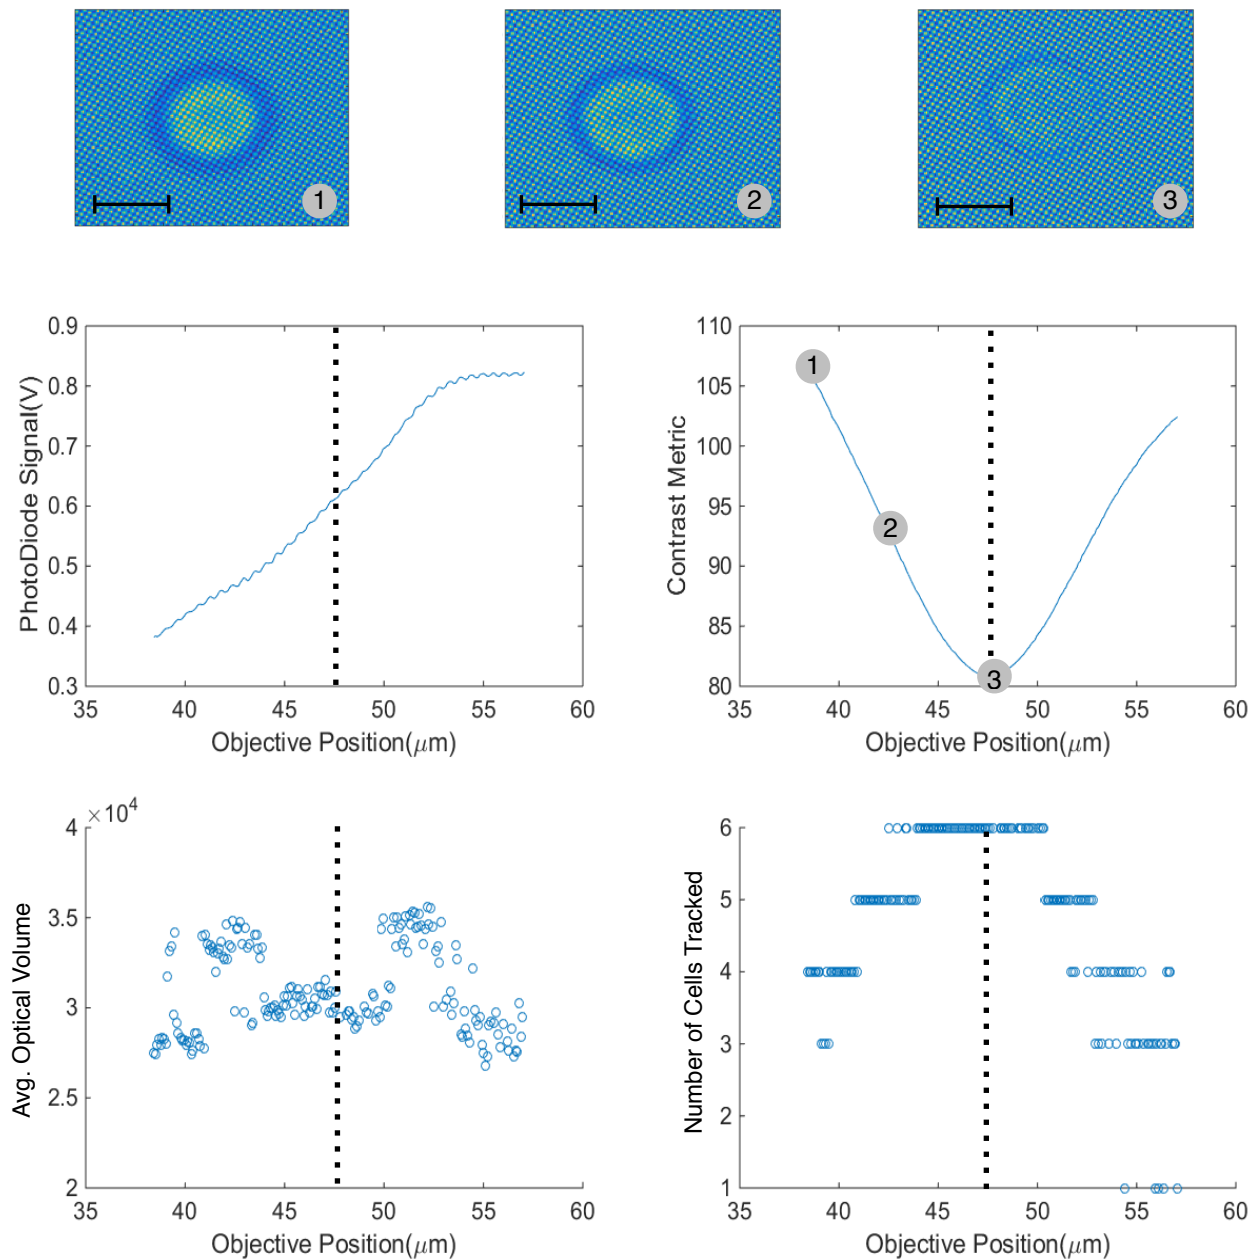 1
2
3
0.9
0.8
0.7
0.6
0.5
0.4
0.3
PhotoDiode Signal(V)
35 40 45 50 55 60
Objective Position(μm)
110
105
100
95
90
85
80
Contrast Metric
1
2
3
35 40 45 50 55 60
Objective Position(μm)
×10⁴
4
3.5
3
2.5
2
Avg. Optical Volume
35 40 45 50 55 60
Objective Position(μm)
6
5
4
3
2
1
Number of Cells Tracked
35 40 45 50 55 60
Objective Position(μm)